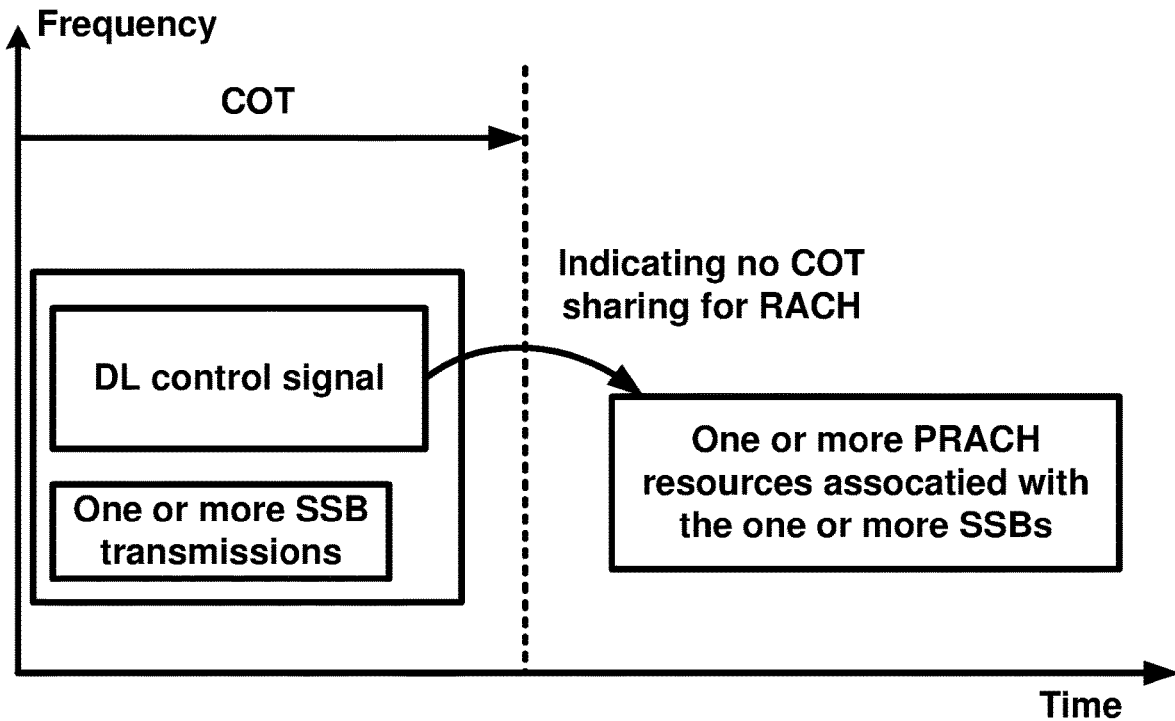 Frequency
COT
Indicating no COT
sharing for RACH
DL control signal
One or more PRACH
resources assocatied with
the one or more SSBs
One or more SSB
transmissions
Time